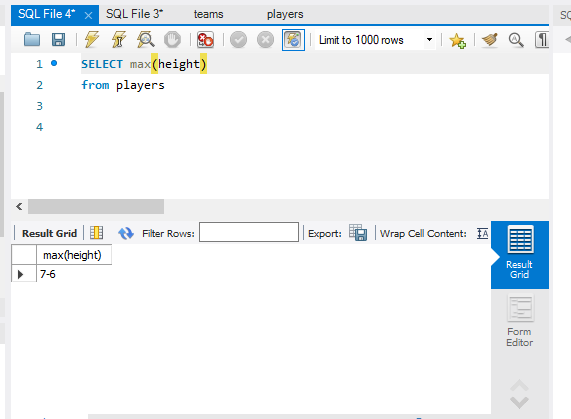 SQL File 4* SQL File 3* teams players
Limit to 1000 rows
1 SELECT max(height)
2 from players
3
4
Result Grid Filter Rows: Export: Wrap Cell Content:
max(height)
7-6
Result
Grid
Form
Editor